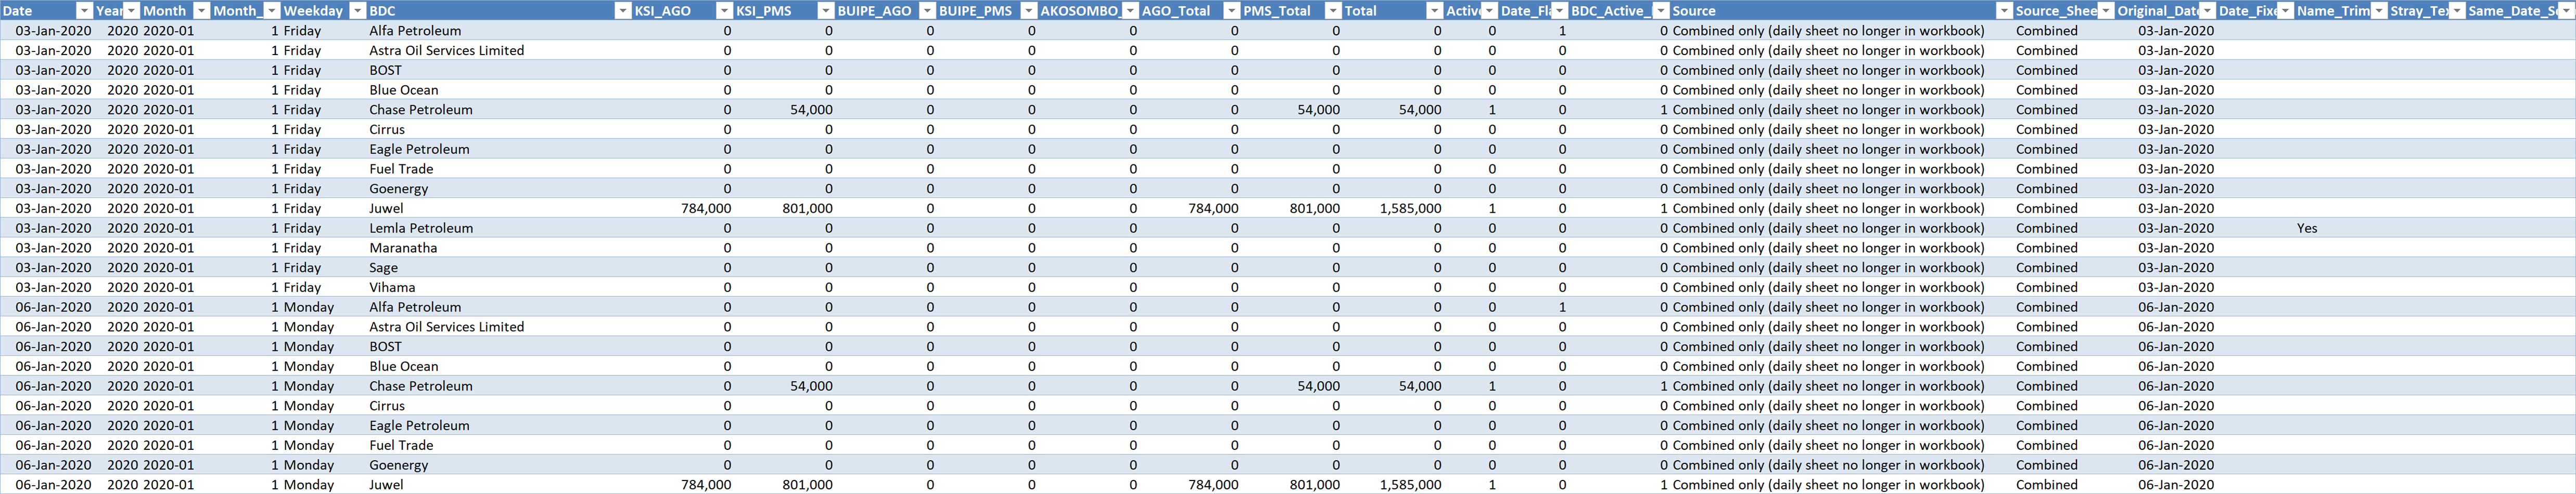 Date Year Month Month_ Weekday BDC KSI_AGO KSI_PMS BUIPE_AGO BUIPE_PMS AKOSOMBO_ AGO_Total PMS_Total Total Active Date_Fla BDC_Active_ Source Source_Shee Original_Date Date_Fixe Name_Trim Stray_Te Same_Date_S
03-Jan-2020 2020 2020-01 1 Friday Alfa Petroleum 0 0 0 0 0 0 0 0 0 1 0 Combined only (daily sheet no longer in workbook) Combined 03-Jan-2020
03-Jan-2020 2020 2020-01 1 Friday Astra Oil Services Limited 0 0 0 0 0 0 0 0 0 0 0 Combined only (daily sheet no longer in workbook) Combined 03-Jan-2020
03-Jan-2020 2020 2020-01 1 Friday BOST 0 0 0 0 0 0 0 0 0 0 0 Combined only (daily sheet no longer in workbook) Combined 03-Jan-2020
03-Jan-2020 2020 2020-01 1 Friday Blue Ocean 0 0 0 0 0 0 0 0 0 0 0 Combined only (daily sheet no longer in workbook) Combined 03-Jan-2020
03-Jan-2020 2020 2020-01 1 Friday Chase Petroleum 0 54,000 0 0 0 0 54,000 54,000 1 0 1 Combined only (daily sheet no longer in workbook) Combined 03-Jan-2020
03-Jan-2020 2020 2020-01 1 Friday Cirrus 0 0 0 0 0 0 0 0 0 0 0 Combined only (daily sheet no longer in workbook) Combined 03-Jan-2020
03-Jan-2020 2020 2020-01 1 Friday Eagle Petroleum 0 0 0 0 0 0 0 0 0 0 0 Combined only (daily sheet no longer in workbook) Combined 03-Jan-2020
03-Jan-2020 2020 2020-01 1 Friday Fuel Trade 0 0 0 0 0 0 0 0 0 0 0 Combined only (daily sheet no longer in workbook) Combined 03-Jan-2020
03-Jan-2020 2020 2020-01 1 Friday Goenergy 0 0 0 0 0 0 0 0 0 0 0 Combined only (daily sheet no longer in workbook) Combined 03-Jan-2020
03-Jan-2020 2020 2020-01 1 Friday Juwel 784,000 801,000 0 0 0 784,000 801,000 1,585,000 1 0 1 Combined only (daily sheet no longer in workbook) Combined 03-Jan-2020
03-Jan-2020 2020 2020-01 1 Friday Lemla Petroleum 0 0 0 0 0 0 0 0 0 0 0 Combined only (daily sheet no longer in workbook) Combined 03-Jan-2020 Yes
03-Jan-2020 2020 2020-01 1 Friday Maranatha 0 0 0 0 0 0 0 0 0 0 0 Combined only (daily sheet no longer in workbook) Combined 03-Jan-2020
03-Jan-2020 2020 2020-01 1 Friday Sage 0 0 0 0 0 0 0 0 0 0 0 Combined only (daily sheet no longer in workbook) Combined 03-Jan-2020
03-Jan-2020 2020 2020-01 1 Friday Vihama 0 0 0 0 0 0 0 0 0 0 0 Combined only (daily sheet no longer in workbook) Combined 03-Jan-2020
06-Jan-2020 2020 2020-01 1 Monday Alfa Petroleum 0 0 0 0 0 0 0 0 0 1 0 Combined only (daily sheet no longer in workbook) Combined 06-Jan-2020
06-Jan-2020 2020 2020-01 1 Monday Astra Oil Services Limited 0 0 0 0 0 0 0 0 0 0 0 Combined only (daily sheet no longer in workbook) Combined 06-Jan-2020
06-Jan-2020 2020 2020-01 1 Monday BOST 0 0 0 0 0 0 0 0 0 0 0 Combined only (daily sheet no longer in workbook) Combined 06-Jan-2020
06-Jan-2020 2020 2020-01 1 Monday Blue Ocean 0 0 0 0 0 0 0 0 0 0 0 Combined only (daily sheet no longer in workbook) Combined 06-Jan-2020
06-Jan-2020 2020 2020-01 1 Monday Chase Petroleum 0 54,000 0 0 0 0 54,000 54,000 1 0 1 Combined only (daily sheet no longer in workbook) Combined 06-Jan-2020
06-Jan-2020 2020 2020-01 1 Monday Cirrus 0 0 0 0 0 0 0 0 0 0 0 Combined only (daily sheet no longer in workbook) Combined 06-Jan-2020
06-Jan-2020 2020 2020-01 1 Monday Eagle Petroleum 0 0 0 0 0 0 0 0 0 0 0 Combined only (daily sheet no longer in workbook) Combined 06-Jan-2020
06-Jan-2020 2020 2020-01 1 Monday Fuel Trade 0 0 0 0 0 0 0 0 0 0 0 Combined only (daily sheet no longer in workbook) Combined 06-Jan-2020
06-Jan-2020 2020 2020-01 1 Monday Goenergy 0 0 0 0 0 0 0 0 0 0 0 Combined only (daily sheet no longer in workbook) Combined 06-Jan-2020
06-Jan-2020 2020 2020-01 1 Monday Juwel 784,000 801,000 0 0 0 784,000 801,000 1,585,000 1 0 1 Combined only (daily sheet no longer in workbook) Combined 06-Jan-2020